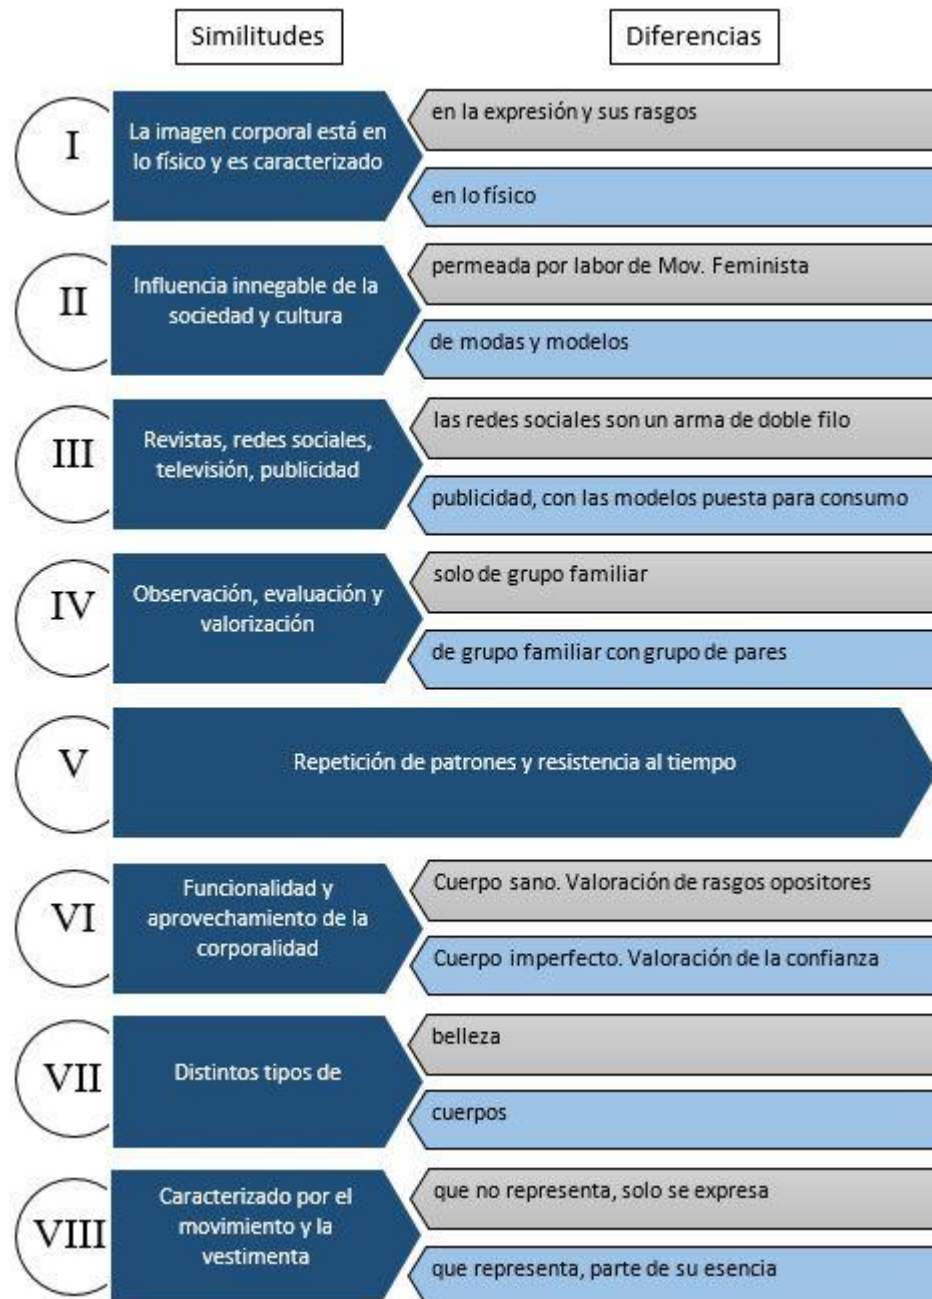 Similitudes
Diferencias
I
La imagen corporal está en
lo físico y es caracterizado
en la expresión y sus rasgos
en lo físico
II
Influencia innegable de la
sociedad y cultura
permeada por labor de Mov. Feminista
de modas y modelos
III
Revistas, redes sociales,
televisión, publicidad
las redes sociales son un arma de doble filo
publicidad, con las modelos puesta para consumo
IV
Observación, evaluación y
valorización
solo de grupo familiar
de grupo familiar con grupo de pares
V
Repetición de patrones y resistencia al tiempo
VI
Funcionalidad y
aprovechamiento de la
corporalidad
Cuerpo sano. Valoración de rasgos opositores
Cuerpo imperfecto. Valoración de la confianza
VII
Distintos tipos de
belleza
cuerpos
VIII
Caracterizado por el
movimiento y la
vestimenta
que no representa, solo se expresa
que representa, parte de su esencia